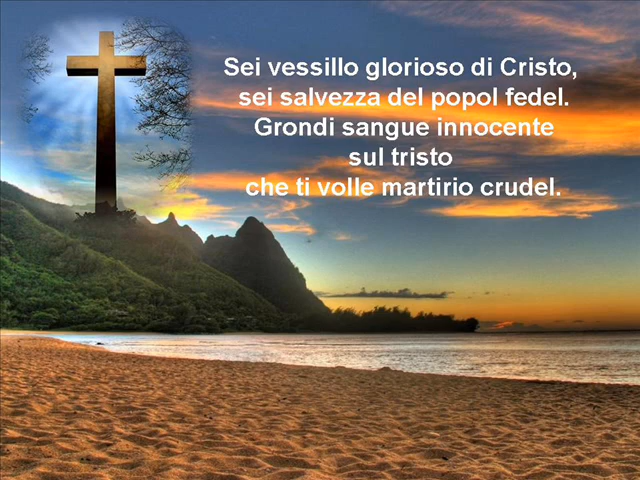 Sei vessillo glorioso di Cristo,
sei salvezza del popol fedel.
Grondi sangue innocente
sul tristo
che ti volle martirio crudel.